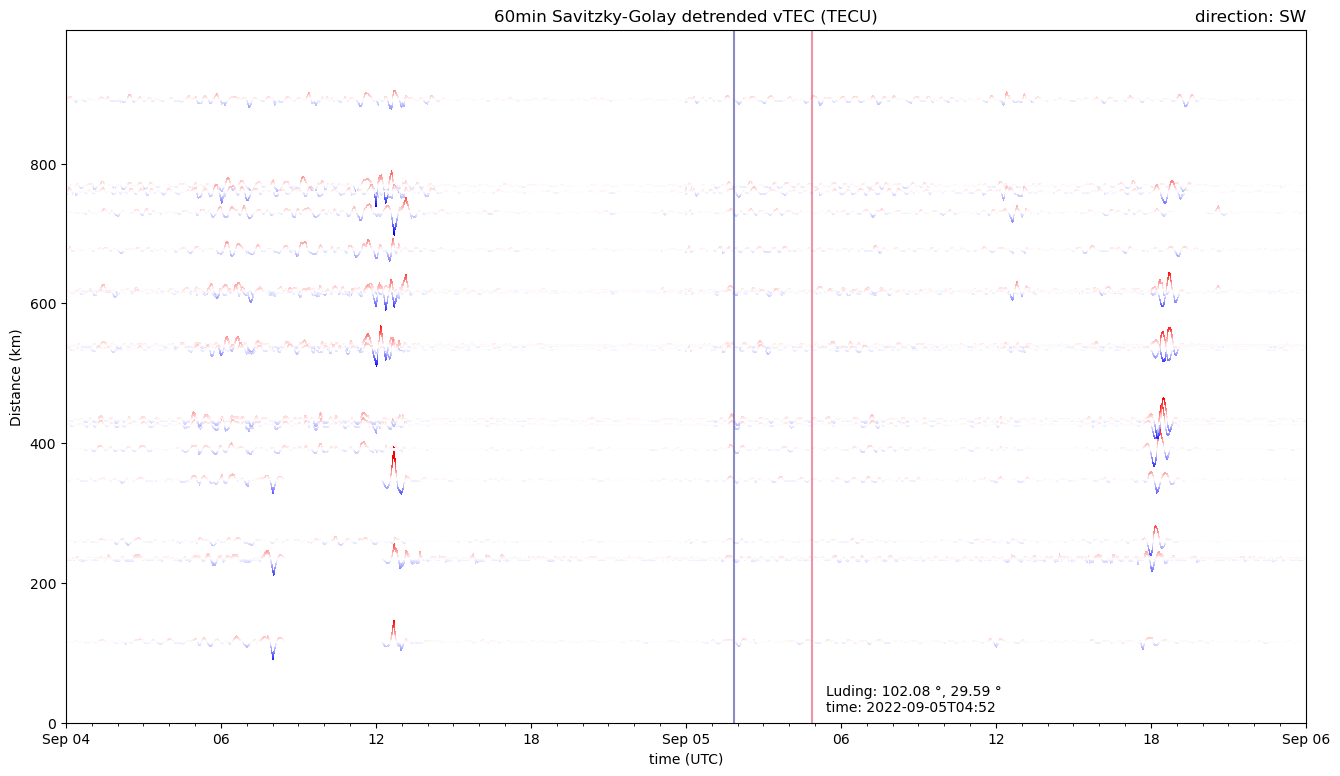 60min Savitzky-Golay detrended vTEC (TECU)
direction: SW
Distance (km)
800
600
400
200
0
Luding: 102.08 °, 29.59 °
time: 2022-09-05T04:52
Sep 04
06
12
18
Sep 05
06
12
18
Sep 06
time (UTC)